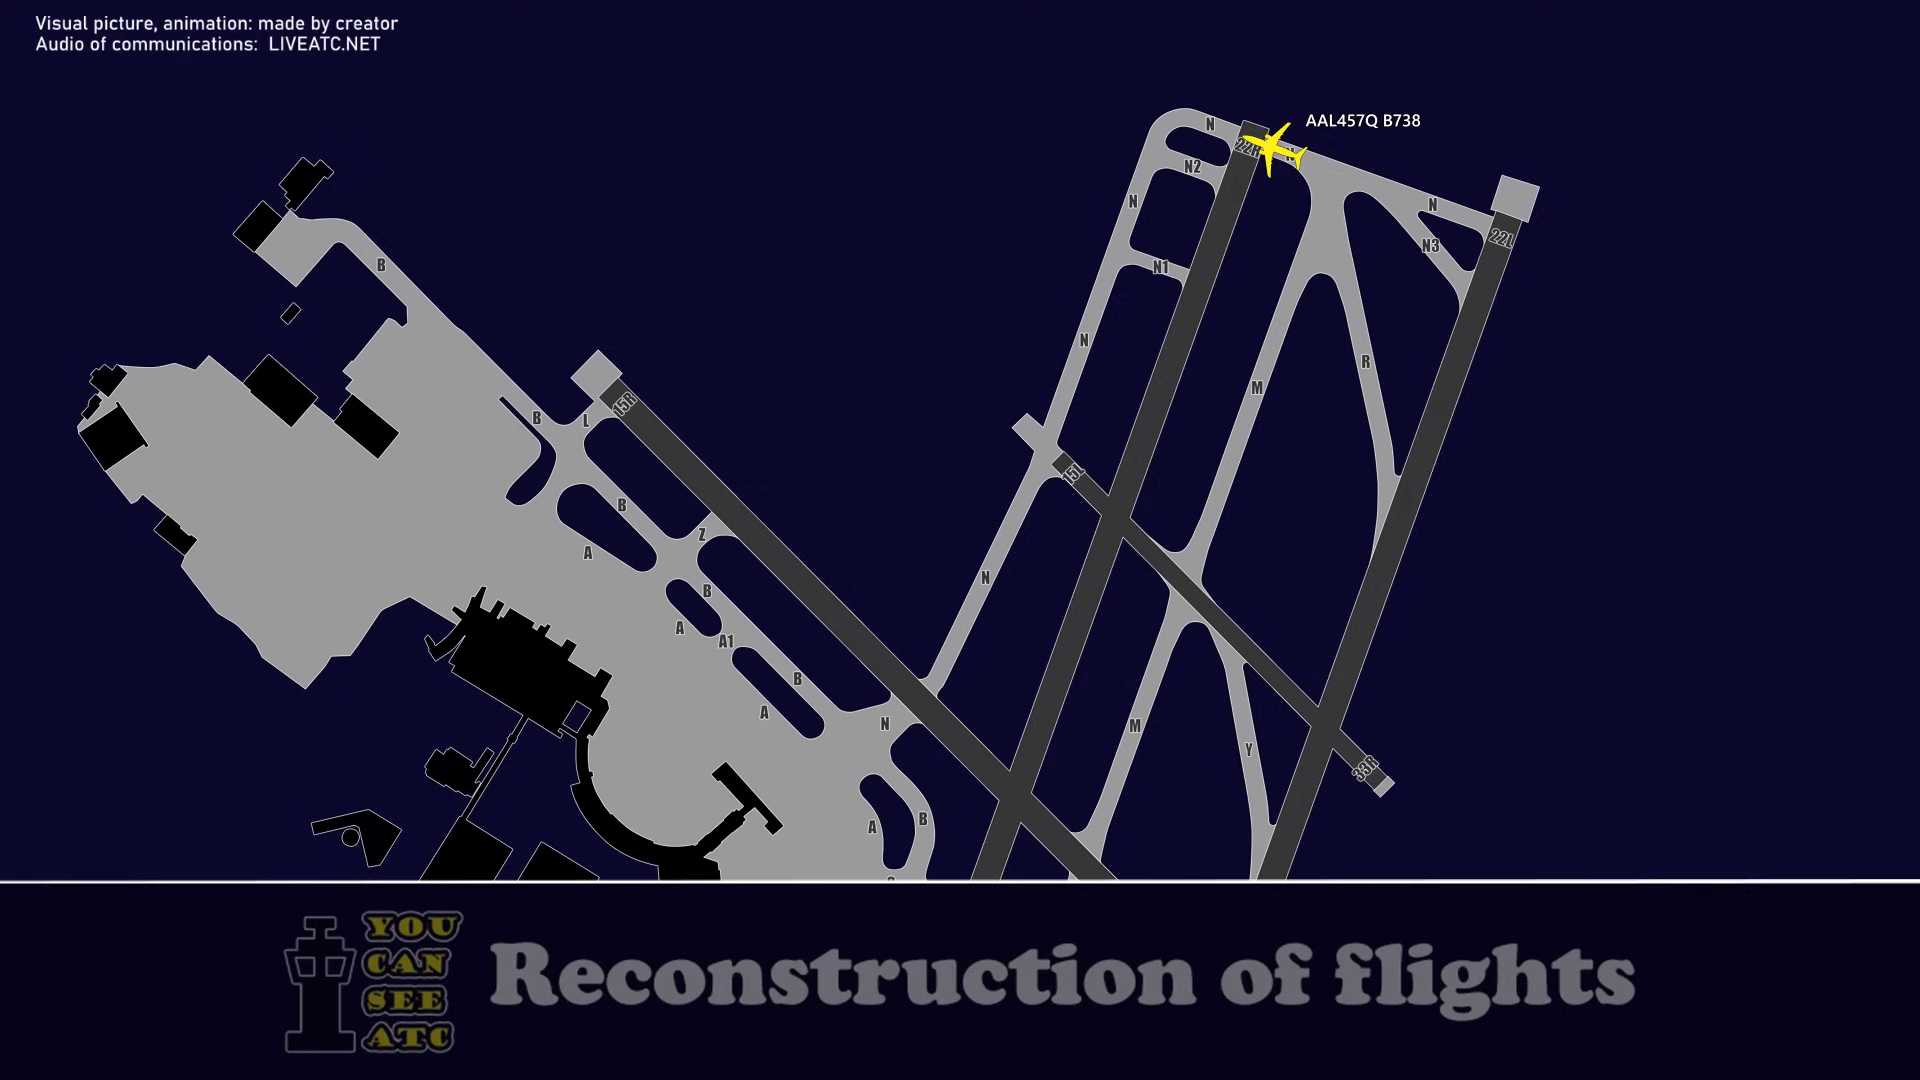 Visual picture, animation: made by creator
Audio of communications: LIVEATC.NET
AAL457Q B738
N
22R
N
N2
N
N
N3
22L
N1
B
N
R
M
15R
B
L
15L
B
Z
A
N
B
A
A1
B
A
N
M
Y
33R
A
B
YOU
CAN
SEE
ATC
Reconstruction of flights